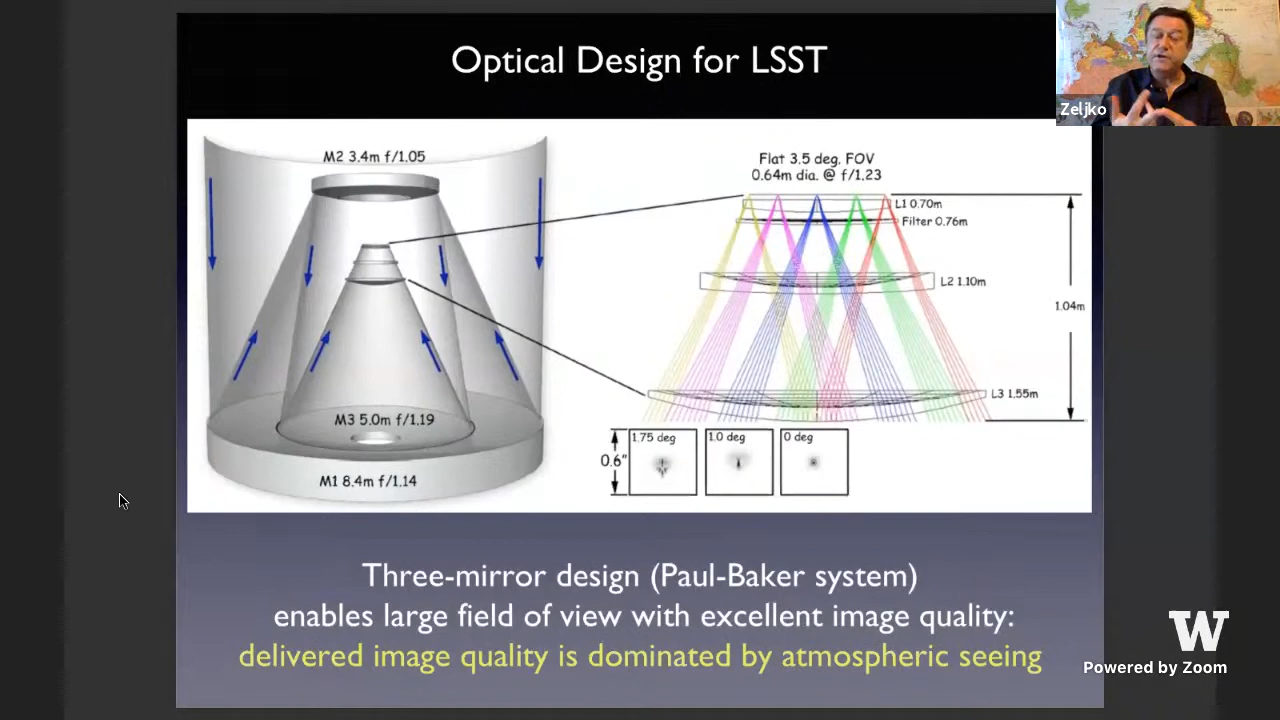 Optical Design for LSST
Zeljko
M2 3.4m f/1.05
M3 5.0m f/1.19
M1 8.4m f/1.14
Flat 3.5 deg. FOV
0.64m dia. @ f/1.23
L1 0.70m
Filter 0.76m
L2 1.10m
1.04m
L3 1.55m
0.6"
1.75 deg
1.0 deg
0 deg
Three-mirror design (Paul-Baker system)
enables large field of view with excellent image quality:
delivered image quality is dominated by atmospheric seeing
W
Powered by Zoom